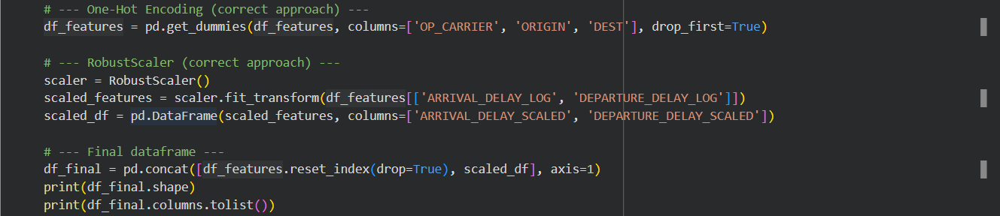 # --- One-Hot Encoding (correct approach) ---
df_features = pd.get_dummies(df_features, columns=['OP_CARRIER', 'ORIGIN', 'DEST'], drop_first=True)
# --- RobustScaler (correct approach) ---
scaler = RobustScaler()
scaled_features = scaler.fit_transform(df_features[['ARRIVAL_DELAY_LOG', 'DEPARTURE_DELAY_LOG']])
scaled_df = pd.DataFrame(scaled_features, columns=['ARRIVAL_DELAY_SCALED', 'DEPARTURE_DELAY_SCALED'])
# --- Final dataframe ---
df_final = pd.concat([df_features.reset_index(drop=True), scaled_df], axis=1)
print(df_final.shape)
print(df_final.columns.tolist())